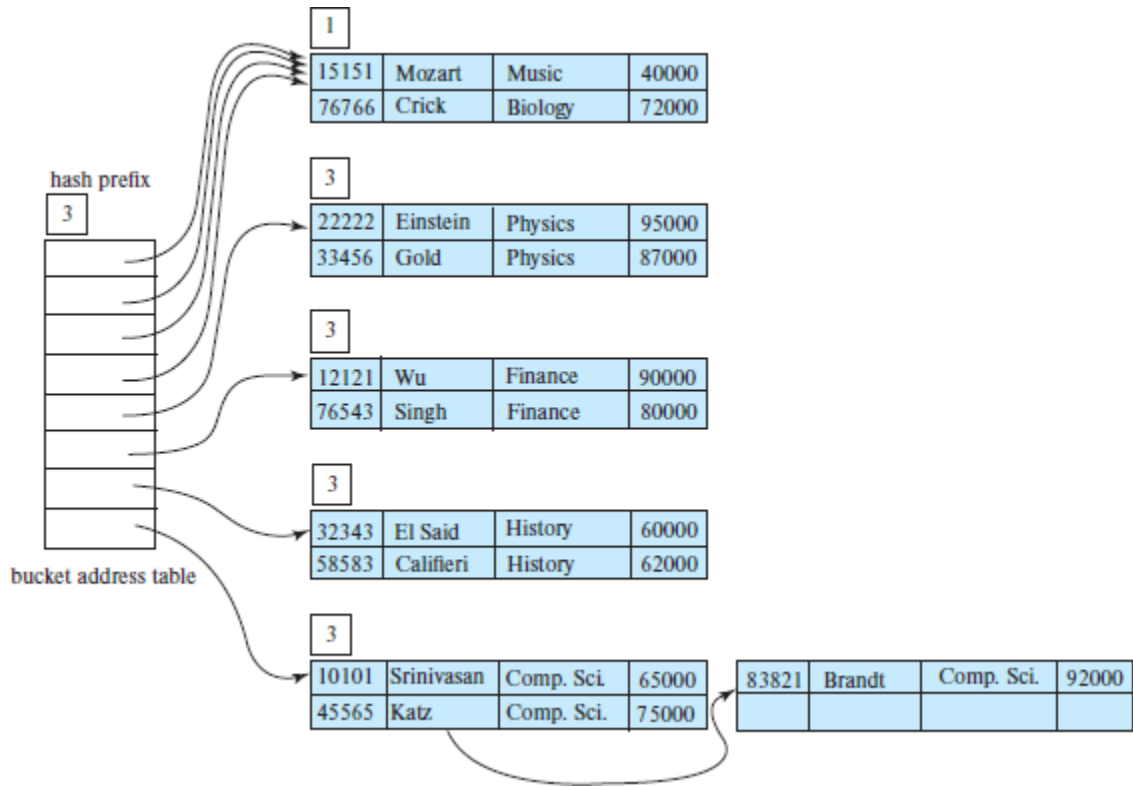 1
15151 Mozart Music 40000
76766 Crick Biology 72000
hash prefix
3
3
22222 Einstein Physics 95000
33456 Gold Physics 87000
3
12121 Wu Finance 90000
76543 Singh Finance 80000
3
32343 El Said History 60000
58583 Califieri History 62000
bucket address table
3
10101 Srinivasan Comp. Sci. 65000
45565 Katz Comp. Sci. 75000
83821 Brandt Comp. Sci. 92000